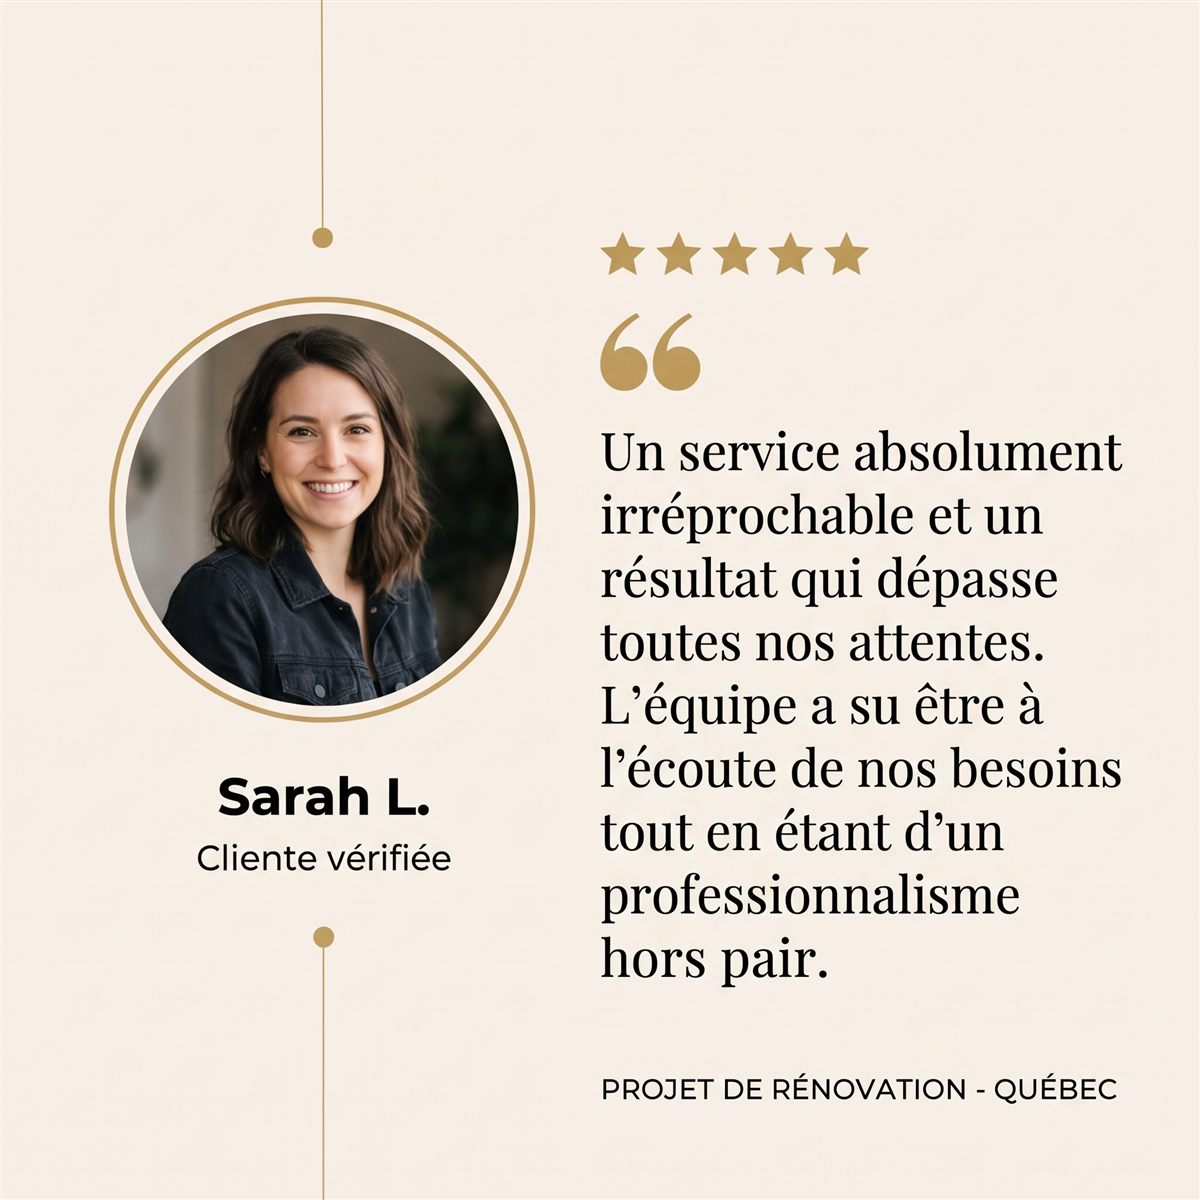 Sarah L.
Cliente vérifiée
“
Un service absolument
irréprochable et un
résultat qui dépasse
toutes nos attentes.
L’équipe a su être à
l’écoute de nos besoins
tout en étant d’un
professionnalisme
hors pair.
PROJET DE RÉNOVATION - QUÉBEC